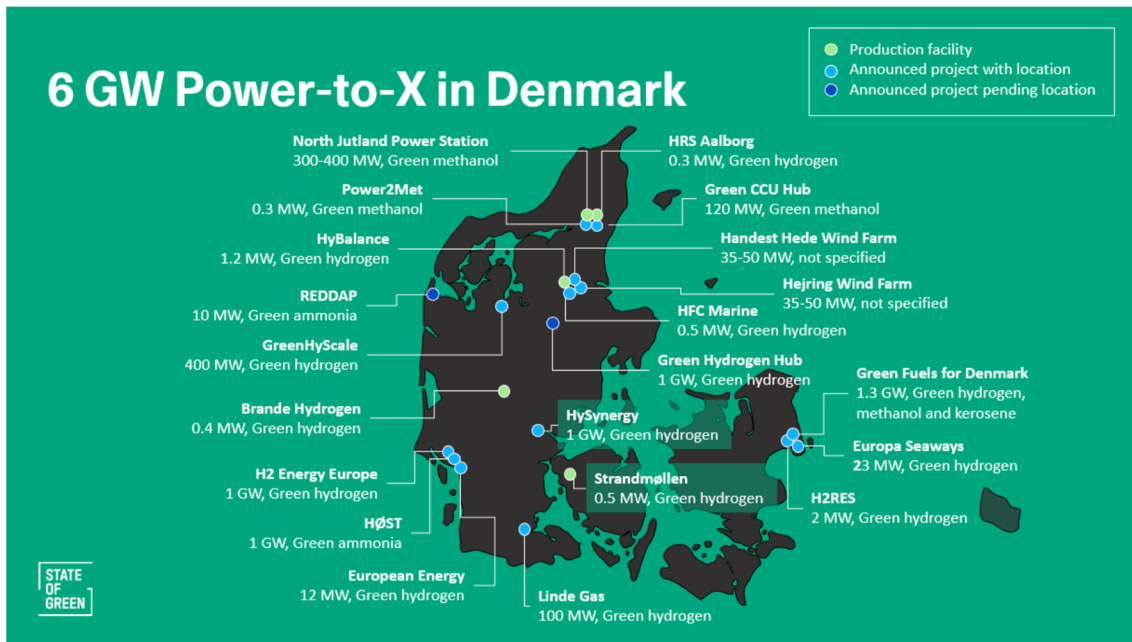 6 GW Power-to-X in Denmark
Production facility
Announced project with location
Announced project pending location
North Jutland Power Station
300-400 MW, Green methanol
HRS Aalborg
0.3 MW, Green hydrogen
Power2Met
0.3 MW, Green methanol
Green CCU Hub
120 MW, Green methanol
HyBalance
1.2 MW, Green hydrogen
Handest Hede Wind Farm
35-50 MW, not specified
REDDAP
10 MW, Green ammonia
Hejring Wind Farm
35-50 MW, not specified
HFC Marine
0.5 MW, Green hydrogen
GreenHyScale
400 MW, Green hydrogen
Green Hydrogen Hub
1 GW, Green hydrogen
Green Fuels for Denmark
1.3 GW, Green hydrogen,
methanol and kerosene
Brande Hydrogen
0.4 MW, Green hydrogen
HySynergy
1 GW, Green hydrogen
Europa Seaways
23 MW, Green hydrogen
H2 Energy Europe
1 GW, Green hydrogen
Strandmøllen
0.5 MW, Green hydrogen
H2RES
2 MW, Green hydrogen
HØST
1 GW, Green ammonia
European Energy
12 MW, Green hydrogen
Linde Gas
100 MW, Green hydrogen
STATE
OF
GREEN